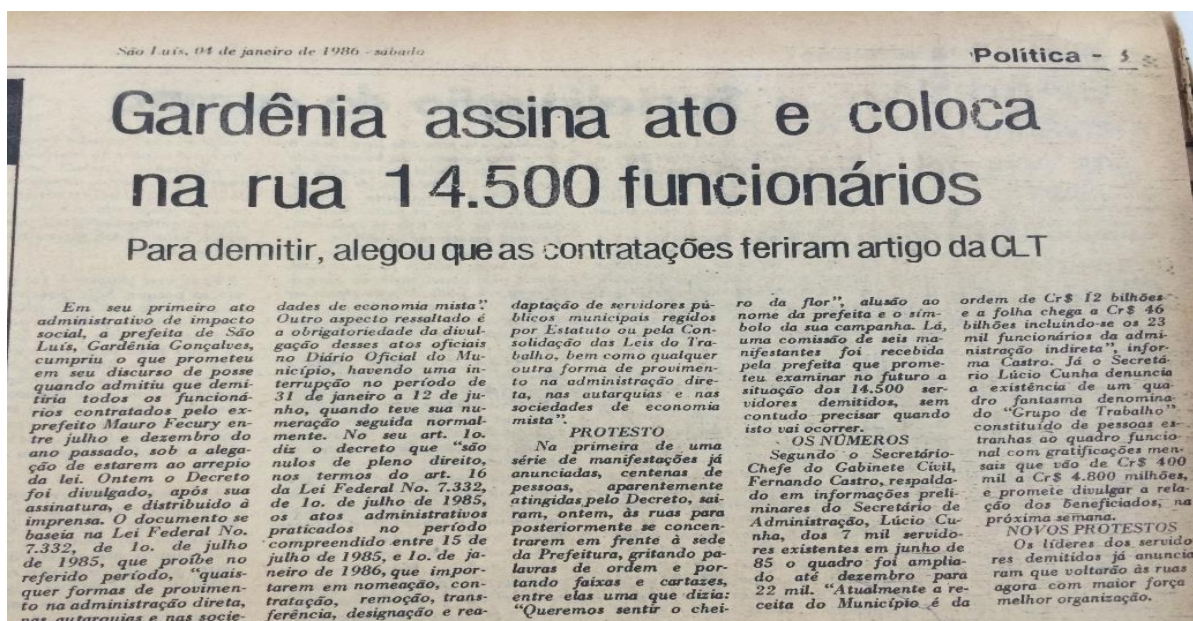 São Luís, 04 de janeiro de 1986 - sábado
Política - 5
Gardênia assina ato e coloca
na rua 14.500 funcionários
Para demitir, alegou que as contratações feriram artigo da CLT
Em seu primeiro ato
administrativo de impacto
social, a prefeita de São
Luís, Gardênia Gonçalves,
cumpriu o que prometeu
em seu discurso de posse
quando admitiu que demi-
tiria todos os funcioná-
rios contratados pelo ex-
prefeito Mauro Fecury en-
tre julho e dezembro do
ano passado, sob a alega-
ção de estarem ao arrepio
da lei. Ontem o Decreto
foi divulgado, após sua
assinatura, e distribuído à
imprensa. O documento se
baseia na Lei Federal No.
7.332, de 1o. de julho
de 1985, que proíbe no
referido período, "quais-
quer formas de provimen-
to na administração direta,
nas autarquias e nas socie-
dades de economia mista".
Outro aspecto ressaltado é
a obrigatoriedade da divul-
gação desses atos oficiais
no Diário Oficial do Mu-
nicípio, havendo uma in-
terrupção no período de
31 de janeiro a 12 de ju-
nho, quando teve sua nu-
meração seguida normal-
mente. No seu art. 1o.
diz o decreto que "são
nulos de pleno direito,
nos termos do art. 16
da Lei Federal No. 7.332,
de 1o. de julho de 1985,
os atos administrativos
praticados no período
compreendido entre 15 de
julho de 1985, e 1o. de ja-
neiro de 1986, que impor-
tarem em nomeação, con-
tratação, remoção, trans-
ferência, designação e rea-
daptação de servidores pú-
blicos municipais regidos
por Estatuto ou pela Con-
solidação das Leis do Tra-
balho, bem como qualquer
outra forma de provimen-
to na administração dire-
ta, nas autarquias e nas
sociedades de economia
mista".
PROTESTO
Na primeira de uma
série de manifestações já
anunciadas, centenas de
pessoas, aparentemente
atingidas pelo Decreto, saí-
ram, ontem, às ruas para
posteriormente se concen-
trarem em frente à sede
da Prefeitura, gritando pa-
lavras de ordem e por-
tando faixas e cartazes,
entre elas uma que dizia:
"Queremos sentir o chei-
ro da flor", alusão ao
nome da prefeita e o sím-
bolo da sua campanha. Lá,
uma comissão de seis ma-
nifestantes foi recebida
pela prefeita que prome-
teu examinar no futuro a
situação dos 14.500 ser-
vidores demitidos, sem
contudo precisar quando
isto vai ocorrer.
OS NÚMEROS
Segundo o Secretário-
Chefe do Gabinete Civil,
Fernando Castro, respalda-
do em informações preli-
minares do Secretário de
Administração, Lúcio Cu-
nha, dos 7 mil servido-
res existentes em junho de
85 o quadro foi amplia-
do até dezembro para
22 mil. "Atualmente a re-
ceita do Município é da
ordem de Cr$ 12 bilhões
e a folha chega a Cr$ 46
bilhões incluindo-se os 23
mil funcionários da admi-
nistração indireta", infor-
ma Castro. Já o Secretá-
rio Lúcio Cunha denuncia
a existência de um qua-
dro fantasma denomina-
do "Grupo de Trabalho"
constituído de pessoas es-
tranhas ao quadro funcio-
nal com gratificações men-
sais que vão de Cr$ 400
mil a Cr$ 4.800 milhões,
e promete divulgar a rela-
ção dos beneficiados, na
próxima semana.
NOVOS PROTESTOS
Os líderes dos servido-
res demitidos já anuncia-
ram que voltarão às ruas
agora com maior força
melhor organização.